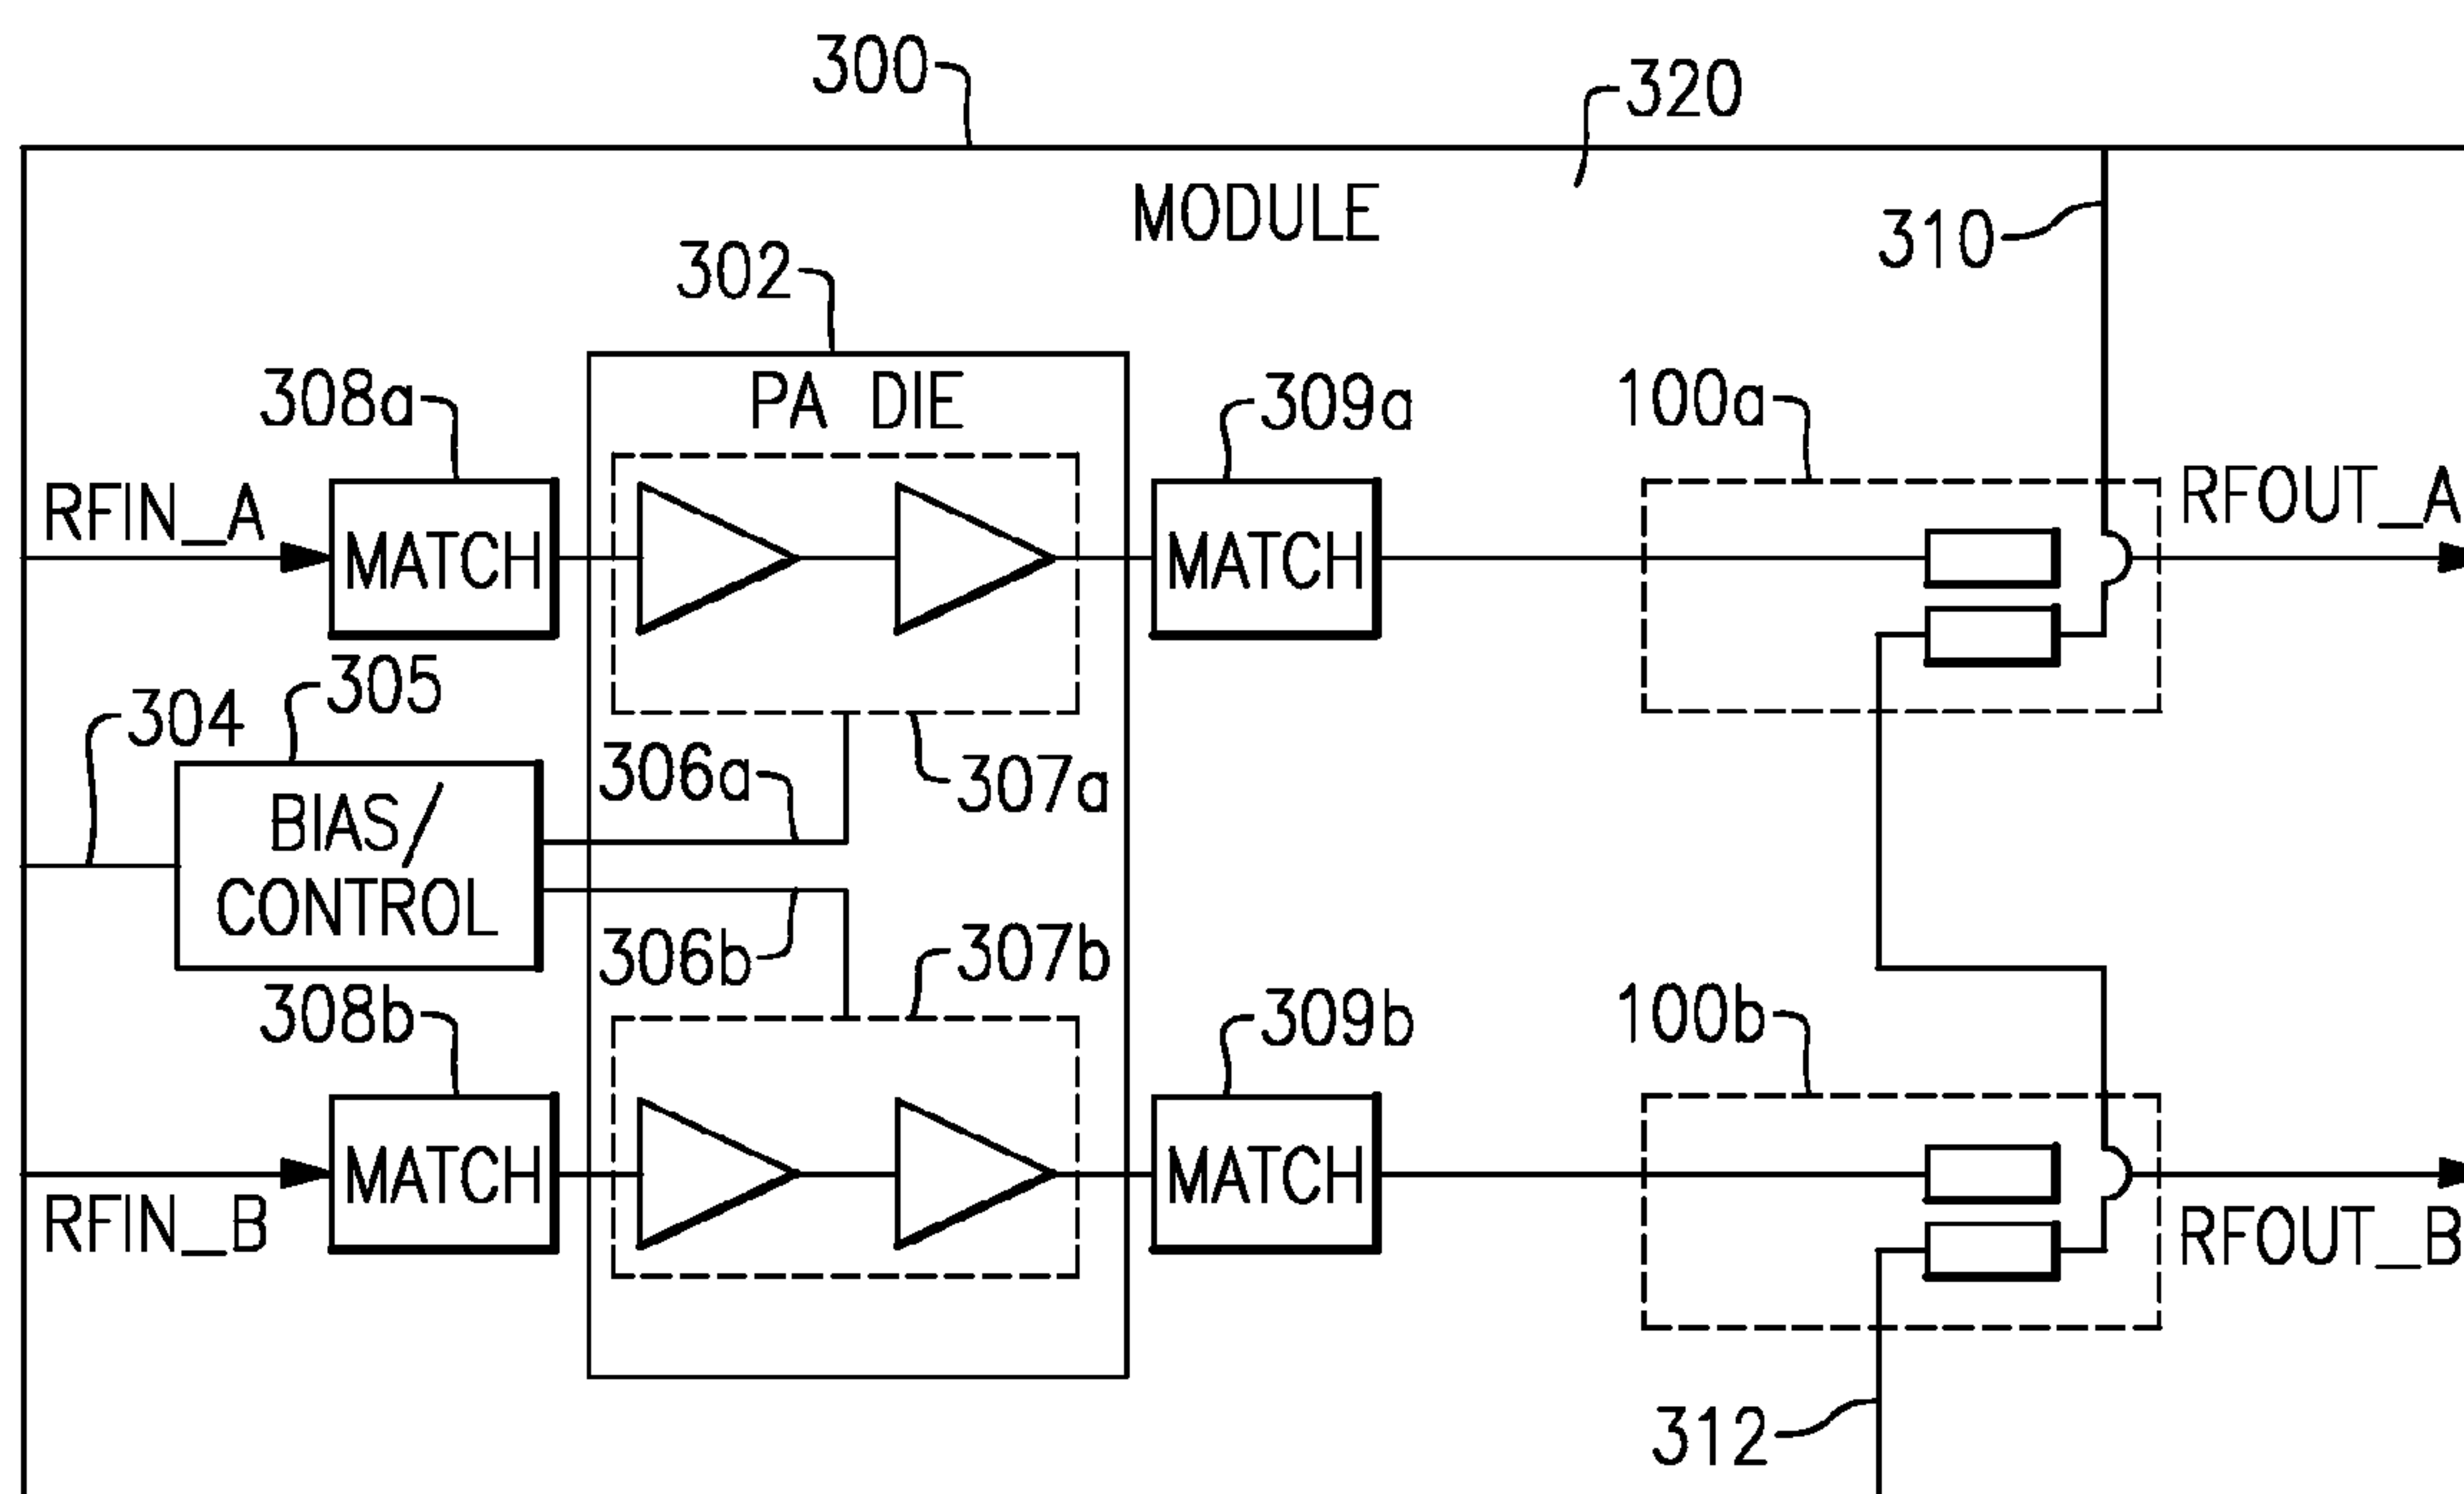 300
320
MODULE
310
302
308a
PA DIE
309a
100a
RFIN_A
MATCH
MATCH
RFOUT_A
304
305
306a
307a
BIAS/
CONTROL
306b
307b
308b
309b
100b
MATCH
MATCH
RFIN_B
RFOUT_B
312